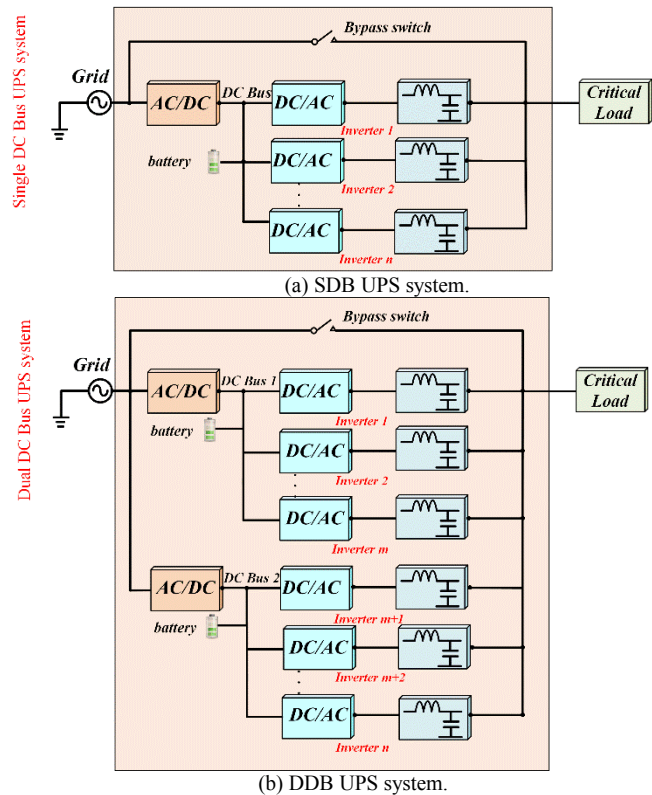 Single DC Bus UPS system
Bypass switch
Grid
AC/DC
DC Bus
DC/AC
Critical
Load
Inverter 1
battery
DC/AC
Inverter 2
DC/AC
Inverter n
(a) SDB UPS system.
Dual DC Bus UPS system
Bypass switch
Grid
AC/DC
DC Bus 1
DC/AC
Critical
Load
Inverter 1
battery
DC/AC
Inverter 2
DC/AC
Inverter m
AC/DC
DC Bus 2
DC/AC
Inverter m+1
battery
DC/AC
Inverter m+2
DC/AC
Inverter n
(b) DDB UPS system.